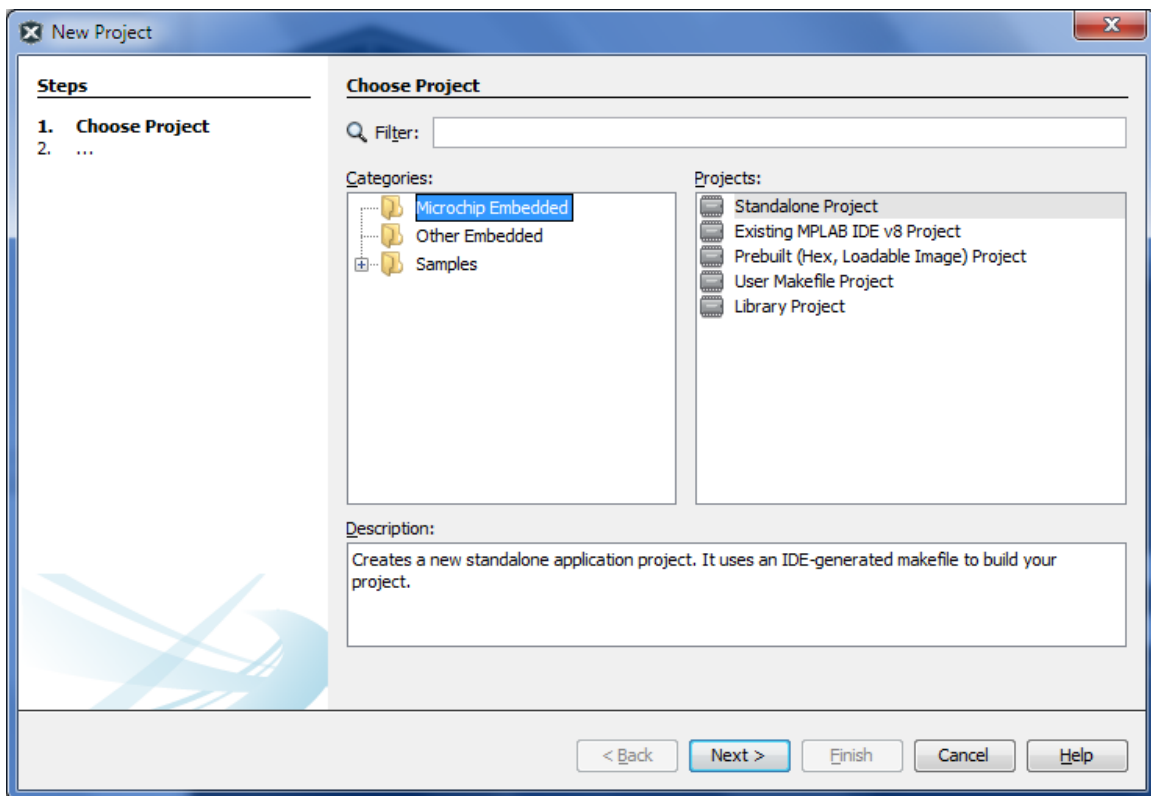 New Project
Steps
1. Choose Project
2. ...
Choose Project
Filter:
Categories:
Microchip Embedded
Other Embedded
Samples
Projects:
Standalone Project
Existing MPLAB IDE v8 Project
Prebuilt (Hex, Loadable Image) Project
User Makefile Project
Library Project
Description:
Creates a new standalone application project. It uses an IDE-generated makefile to build your
project.
< Back
Next >
Finish
Cancel
Help